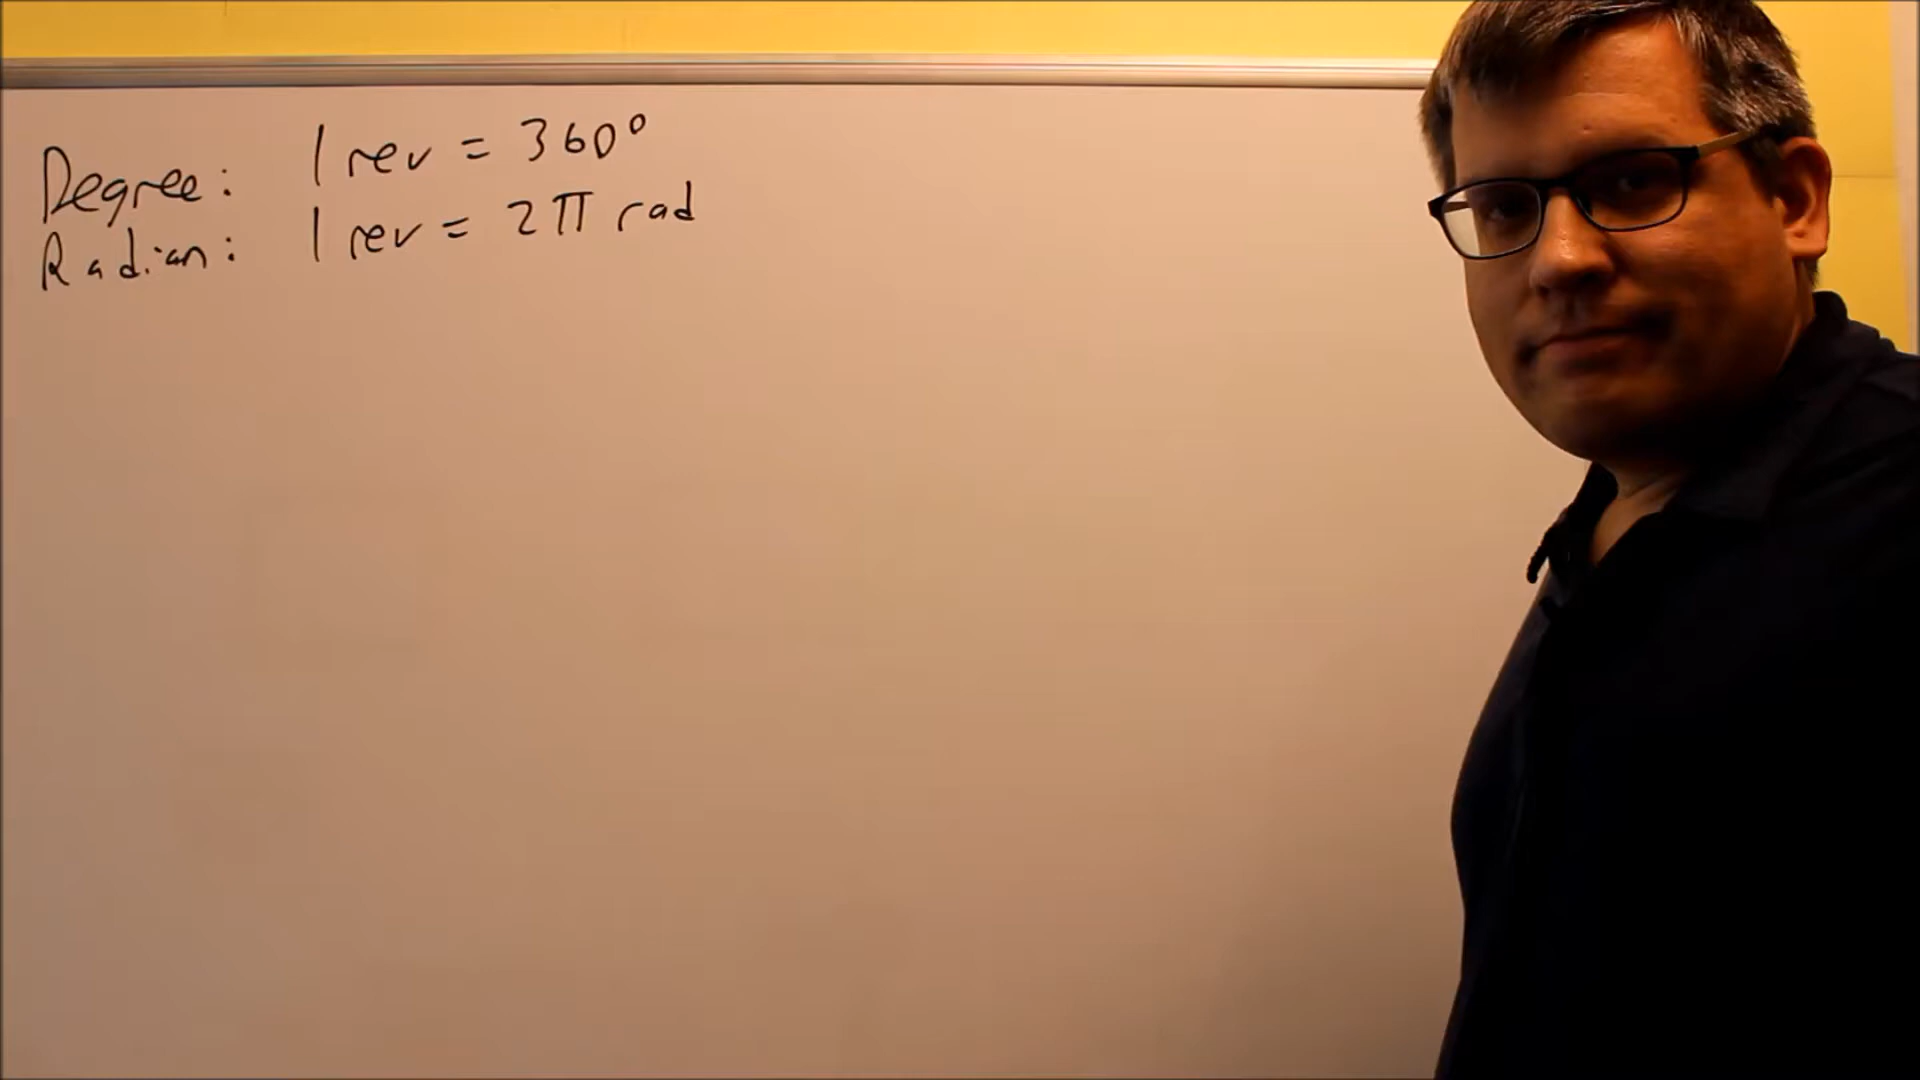 Degree: 1 rev = 360°
Radian: 1 rev = 2π rad